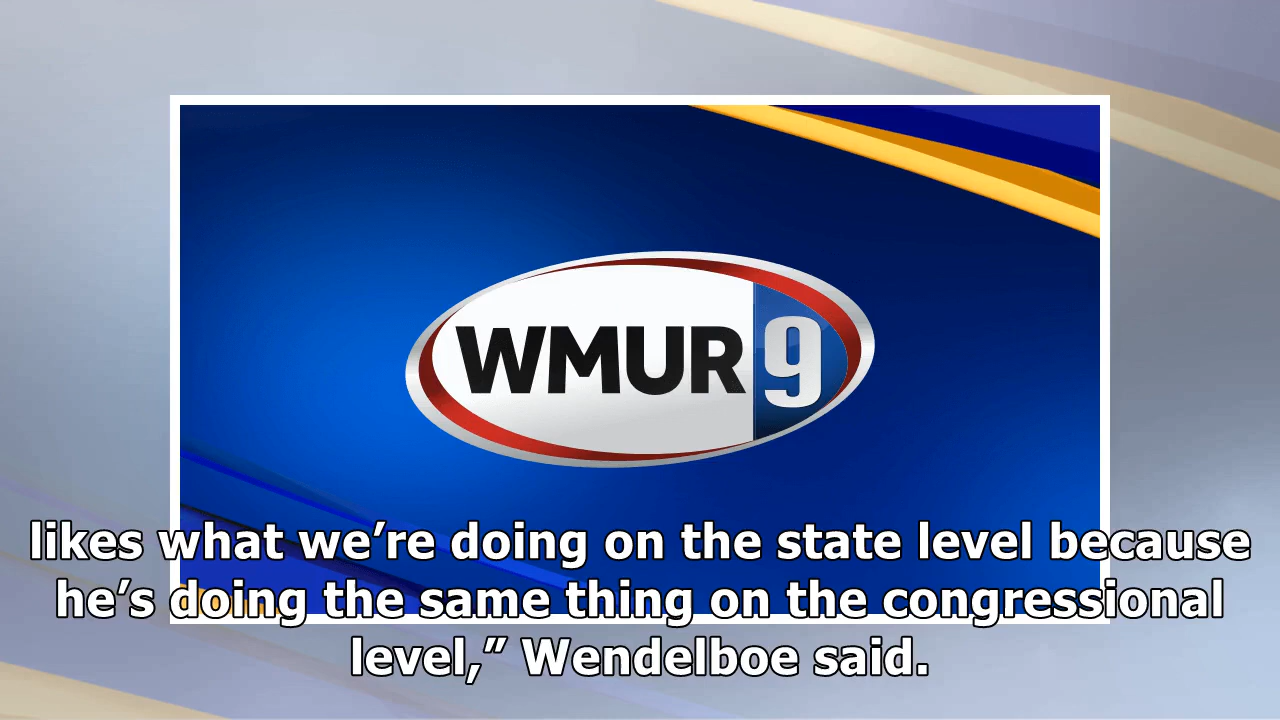 WMUR 9
likes what we’re doing on the state level because
he’s doing the same thing on the congressional
level,” Wendelboe said.